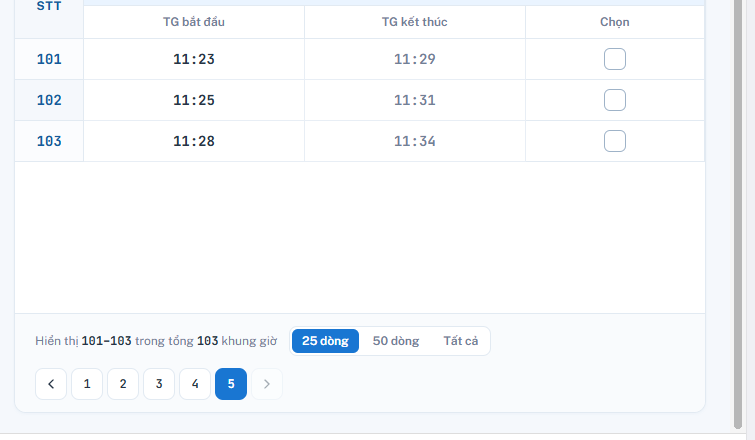 STT
TG bắt đầu TG kết thúc Chọn
101 11:23 11:29
102 11:25 11:31
103 11:28 11:34
Hiển thị 101–103 trong tổng 103 khung giờ 25 dòng 50 dòng Tất cả
1 2 3 4 5